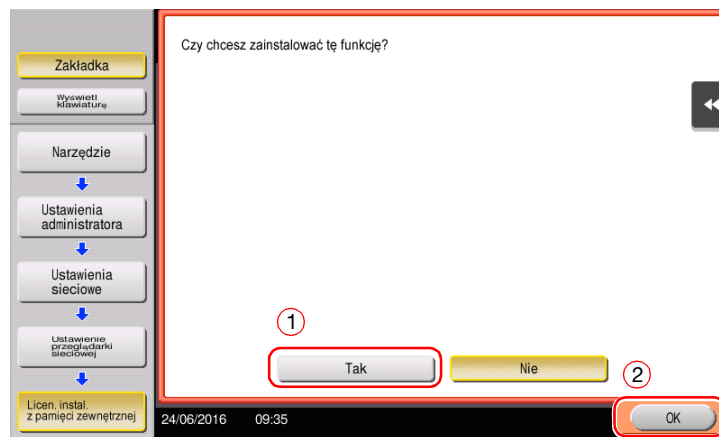 Czy chcesz zainstalować tę funkcję?
Zakładka
Wyświetl
klawiaturę
Narzędzie
Ustawienia
administratora
Ustawienia
sieciowe
Ustawienie
przeglądarki
sieciowej
Licen. instal.
z pamięci zewnętrznej
1
Tak
Nie
2
24/06/2016 09:35
OK